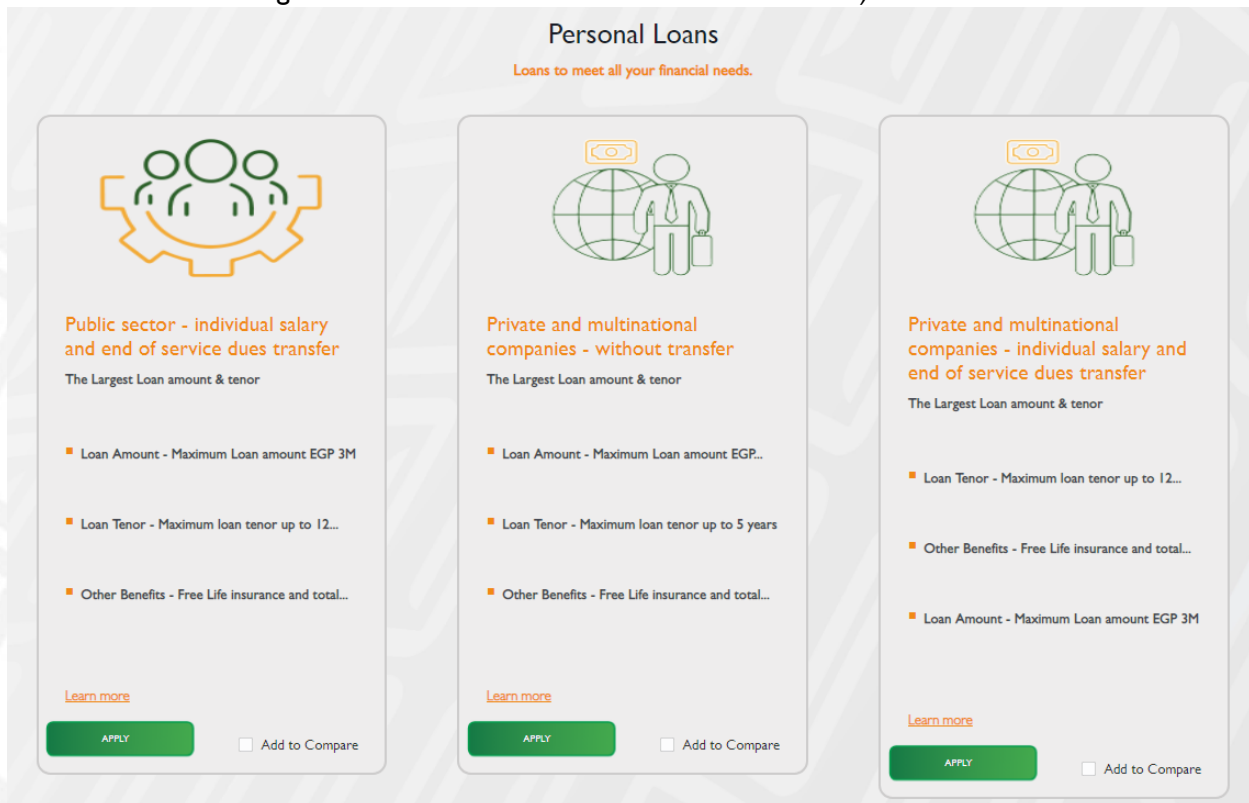 Personal Loans
Loans to meet all your financial needs.
Public sector - individual salary
and end of service dues transfer
The Largest Loan amount & tenor
Loan Amount - Maximum Loan amount EGP 3M
Loan Tenor - Maximum loan tenor up to 12...
Other Benefits - Free Life insurance and total...
Learn more
APPLY
Add to Compare
Private and multinational
companies - without transfer
The Largest Loan amount & tenor
Loan Amount - Maximum Loan amount EGP...
Loan Tenor - Maximum loan tenor up to 5 years
Other Benefits - Free Life insurance and total...
Learn more
APPLY
Add to Compare
Private and multinational
companies - individual salary and
end of service dues transfer
The Largest Loan amount & tenor
Loan Tenor - Maximum loan tenor up to 12...
Other Benefits - Free Life insurance and total...
Loan Amount - Maximum Loan amount EGP 3M
Learn more
APPLY
Add to Compare